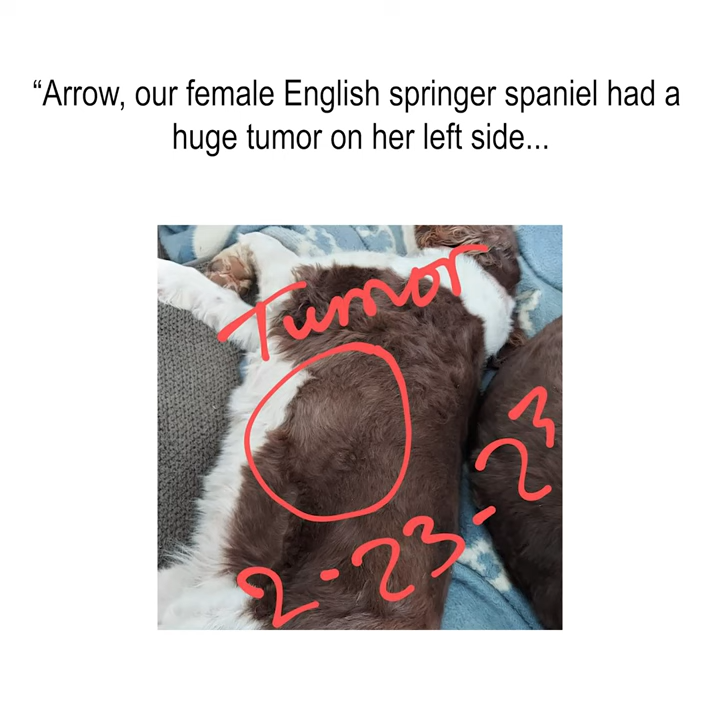 “Arrow, our female English springer spaniel had a
huge tumor on her left side...
Tumor
2-23-23